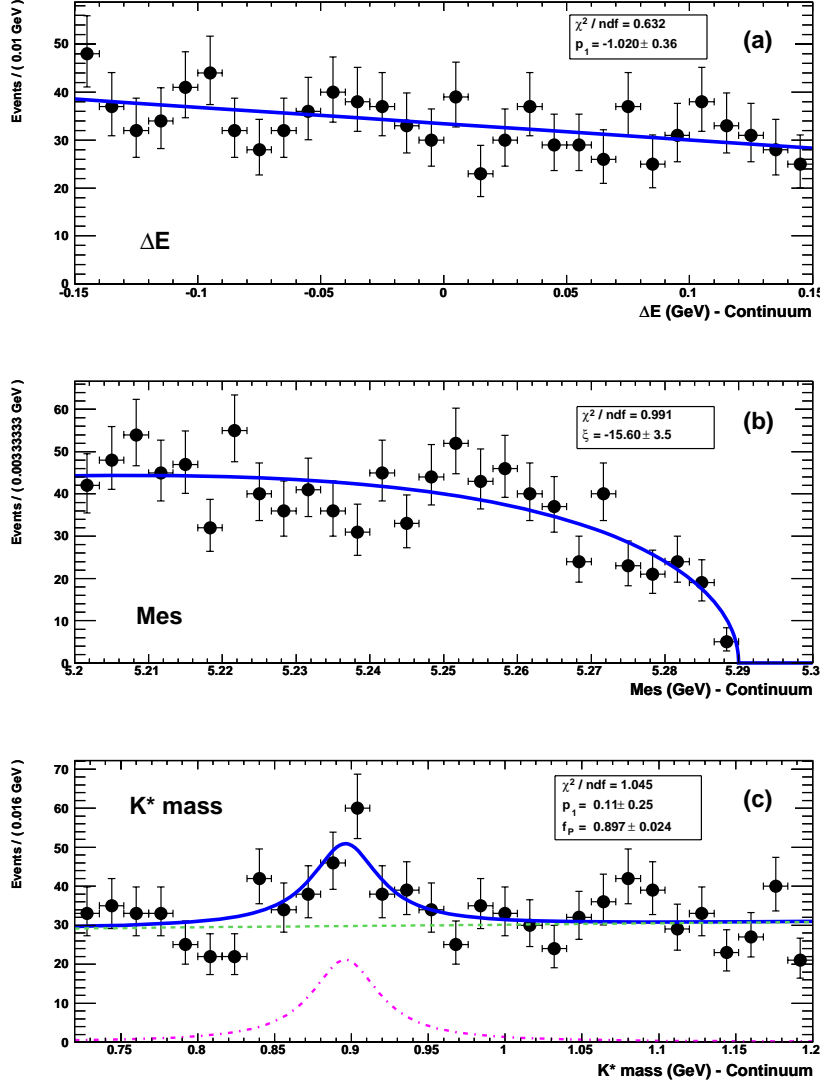 Events / ( 0.01 GeV )
50
40
30
20
10
0
χ² / ndf = 0.632
p₁ = -1.020 ± 0.36
(a)
ΔE
-0.15 -0.1 -0.05 0 0.05 0.1 0.15
ΔE (GeV) - Continuum
Events / ( 0.00333333 GeV )
60
50
40
30
20
10
0
χ² / ndf = 0.991
ξ = -15.60 ± 3.5
(b)
Mes
5.2 5.21 5.22 5.23 5.24 5.25 5.26 5.27 5.28 5.29 5.3
Mes (GeV) - Continuum
Events / ( 0.016 GeV )
70
60
50
40
30
20
10
0
K* mass
χ² / ndf = 1.045
p₁ = 0.11 ± 0.25
f_P = 0.897 ± 0.024
(c)
0.75 0.8 0.85 0.9 0.95 1 1.05 1.1 1.15 1.2
K* mass (GeV) - Continuum